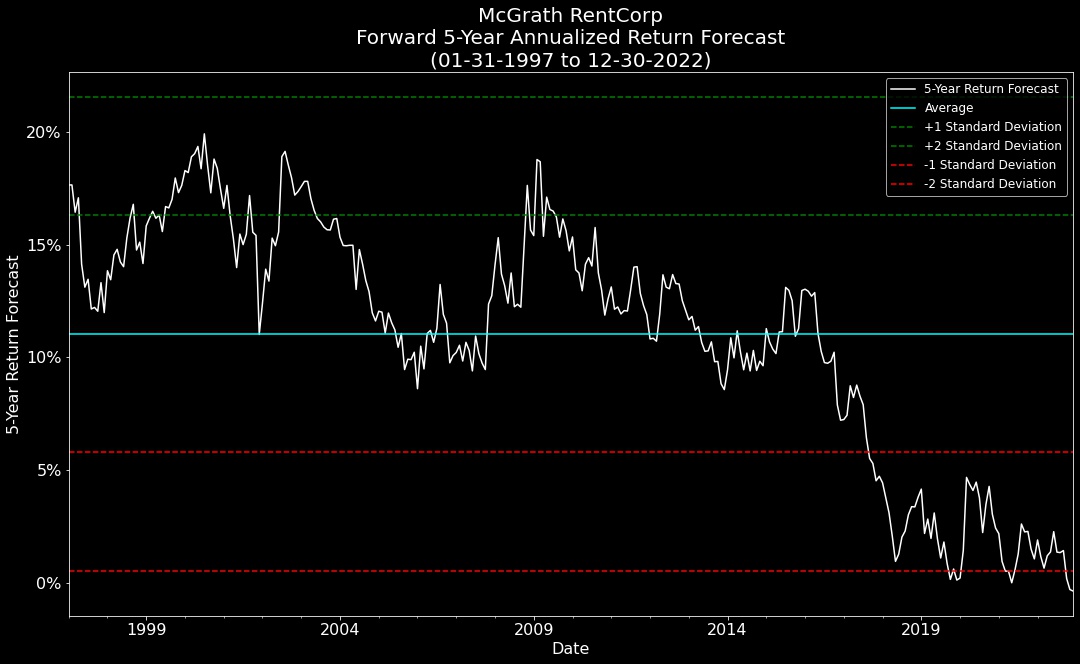 McGrath RentCorp
Forward 5-Year Annualized Return Forecast
(01-31-1997 to 12-30-2022)
5-Year Return Forecast
Average
+1 Standard Deviation
+2 Standard Deviation
-1 Standard Deviation
-2 Standard Deviation
5-Year Return Forecast
20%
15%
10%
5%
0%
1999
2004
2009
2014
2019
Date